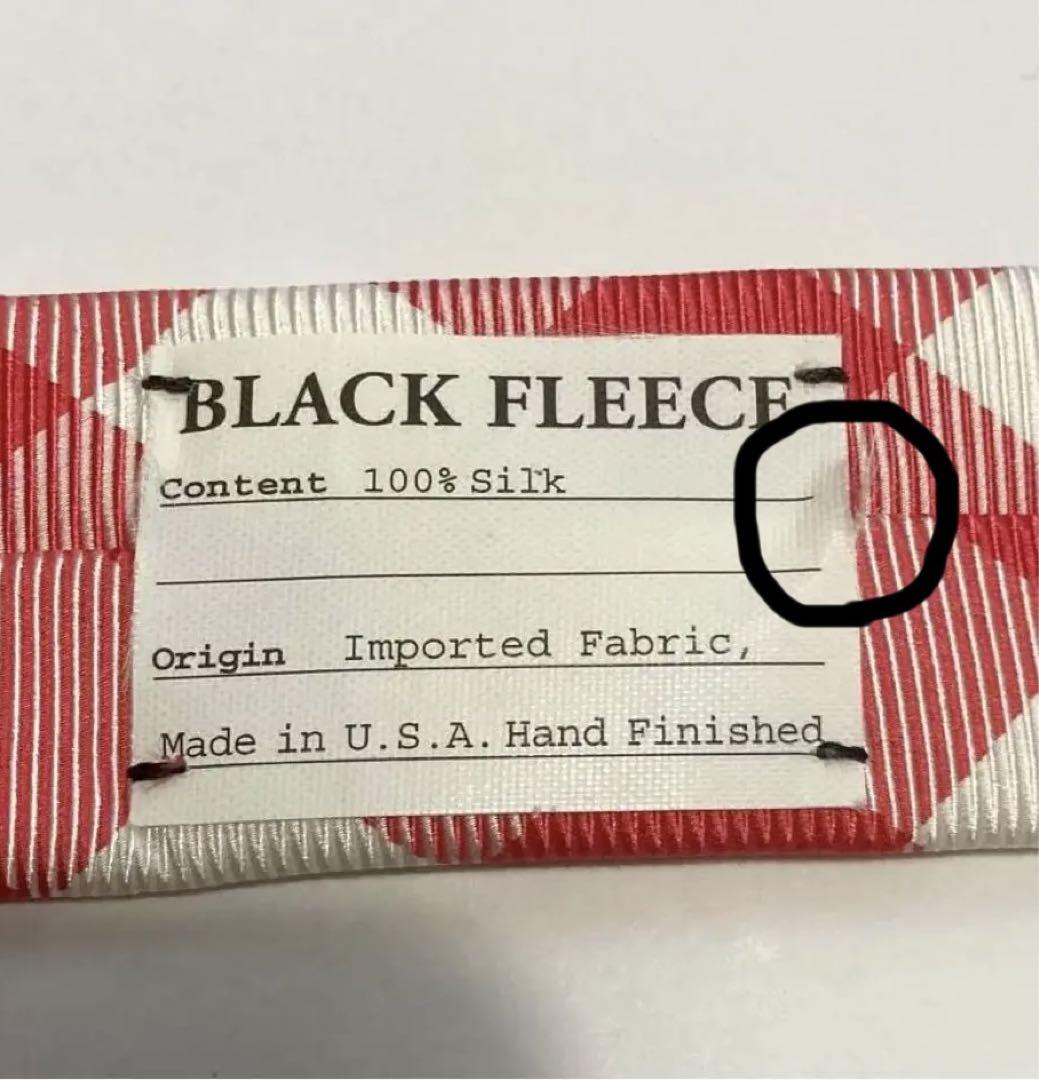 BLACK FLEECE
Content 100% Silk
Origin Imported Fabric,
Made in U.S.A. Hand Finished